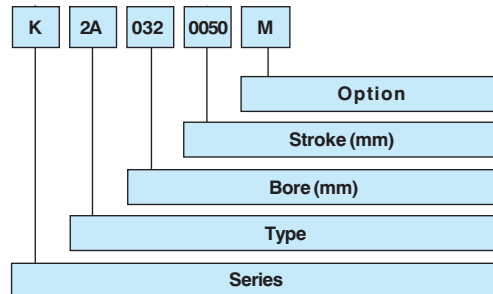 K 2A 032 0050 M
Option
Stroke (mm)
Bore (mm)
Type
Series